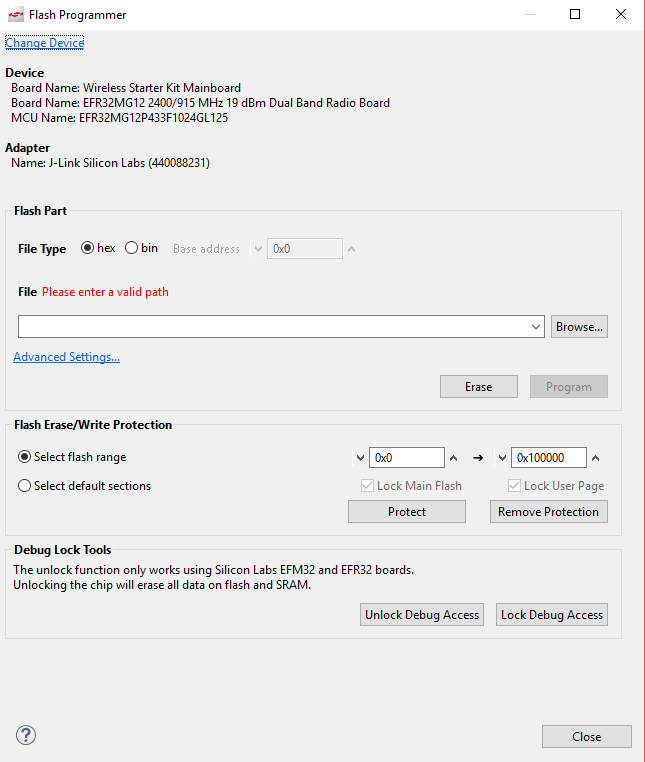 Flash Programmer
Change Device
Device
Board Name: Wireless Starter Kit Mainboard
Board Name: EFR32MG12 2400/915 MHz 19 dBm Dual Band Radio Board
MCU Name: EFR32MG12P433F1024GL125
Adapter
Name: J-Link Silicon Labs (440088231)
Flash Part
File Type hex bin Base address 0x0
File Please enter a valid path
Browse...
Advanced Settings...
Erase Program
Flash Erase/Write Protection
Select flash range 0x0 ➔ 0x100000
Select default sections Lock Main Flash Lock User Page
Protect Remove Protection
Debug Lock Tools
The unlock function only works using Silicon Labs EFM32 and EFR32 boards.
Unlocking the chip will erase all data on flash and SRAM.
Unlock Debug Access Lock Debug Access
? Close